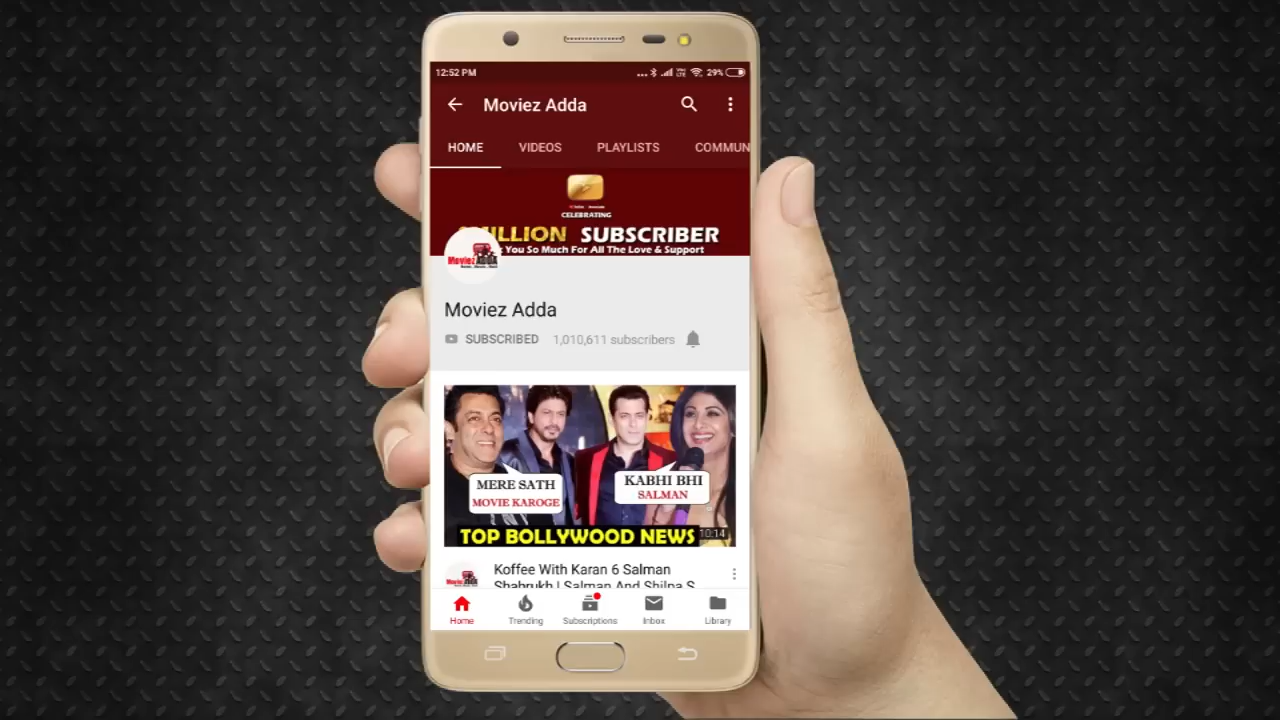 12:52 PM
29%
Moviez Adda
HOME VIDEOS PLAYLISTS COMMUN
CELEBRATING
ILLION SUBSCRIBER
You So Much For All The Love & Support
Moviez ADDA
Moviez Adda
SUBSCRIBED 1,010,611 subscribers
MERE SATH
MOVIE KAROGE
KABHI BHI
SALMAN
TOP BOLLYWOOD NEWS
10:14
Koffee With Karan 6 Salman
Shahrukh | Salman And Shilpa S
Home Trending Subscriptions Inbox Library